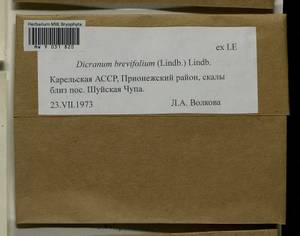 Herbarium MW, Bryophyta
MW 9 031 820
ex LE
Dicranum brevifolium (Lindb.) Lindb.
Карельская АССР, Прионежский район, скалы
близ пос. Шуйская Чупа.
23.VII.1973 Л.А. Волкова